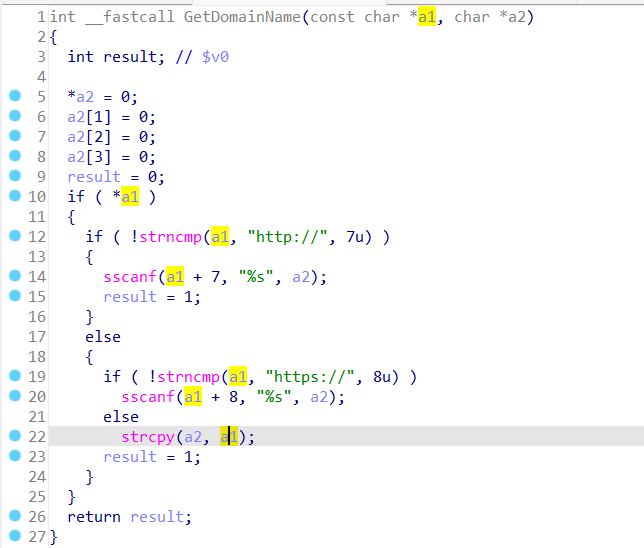 1 int __fastcall GetDomainName(const char *a1, char *a2)
2 {
3 int result; // $v0
4
5 *a2 = 0;
6 a2[1] = 0;
7 a2[2] = 0;
8 a2[3] = 0;
9 result = 0;
10 if ( *a1 )
11 {
12 if ( !strncmp(a1, "http://", 7u) )
13 {
14 sscanf(a1 + 7, "%s", a2);
15 result = 1;
16 }
17 else
18 {
19 if ( !strncmp(a1, "https://", 8u) )
20 sscanf(a1 + 8, "%s", a2);
21 else
22 strcpy(a2, a1);
23 result = 1;
24 }
25 }
26 return result;
27 }